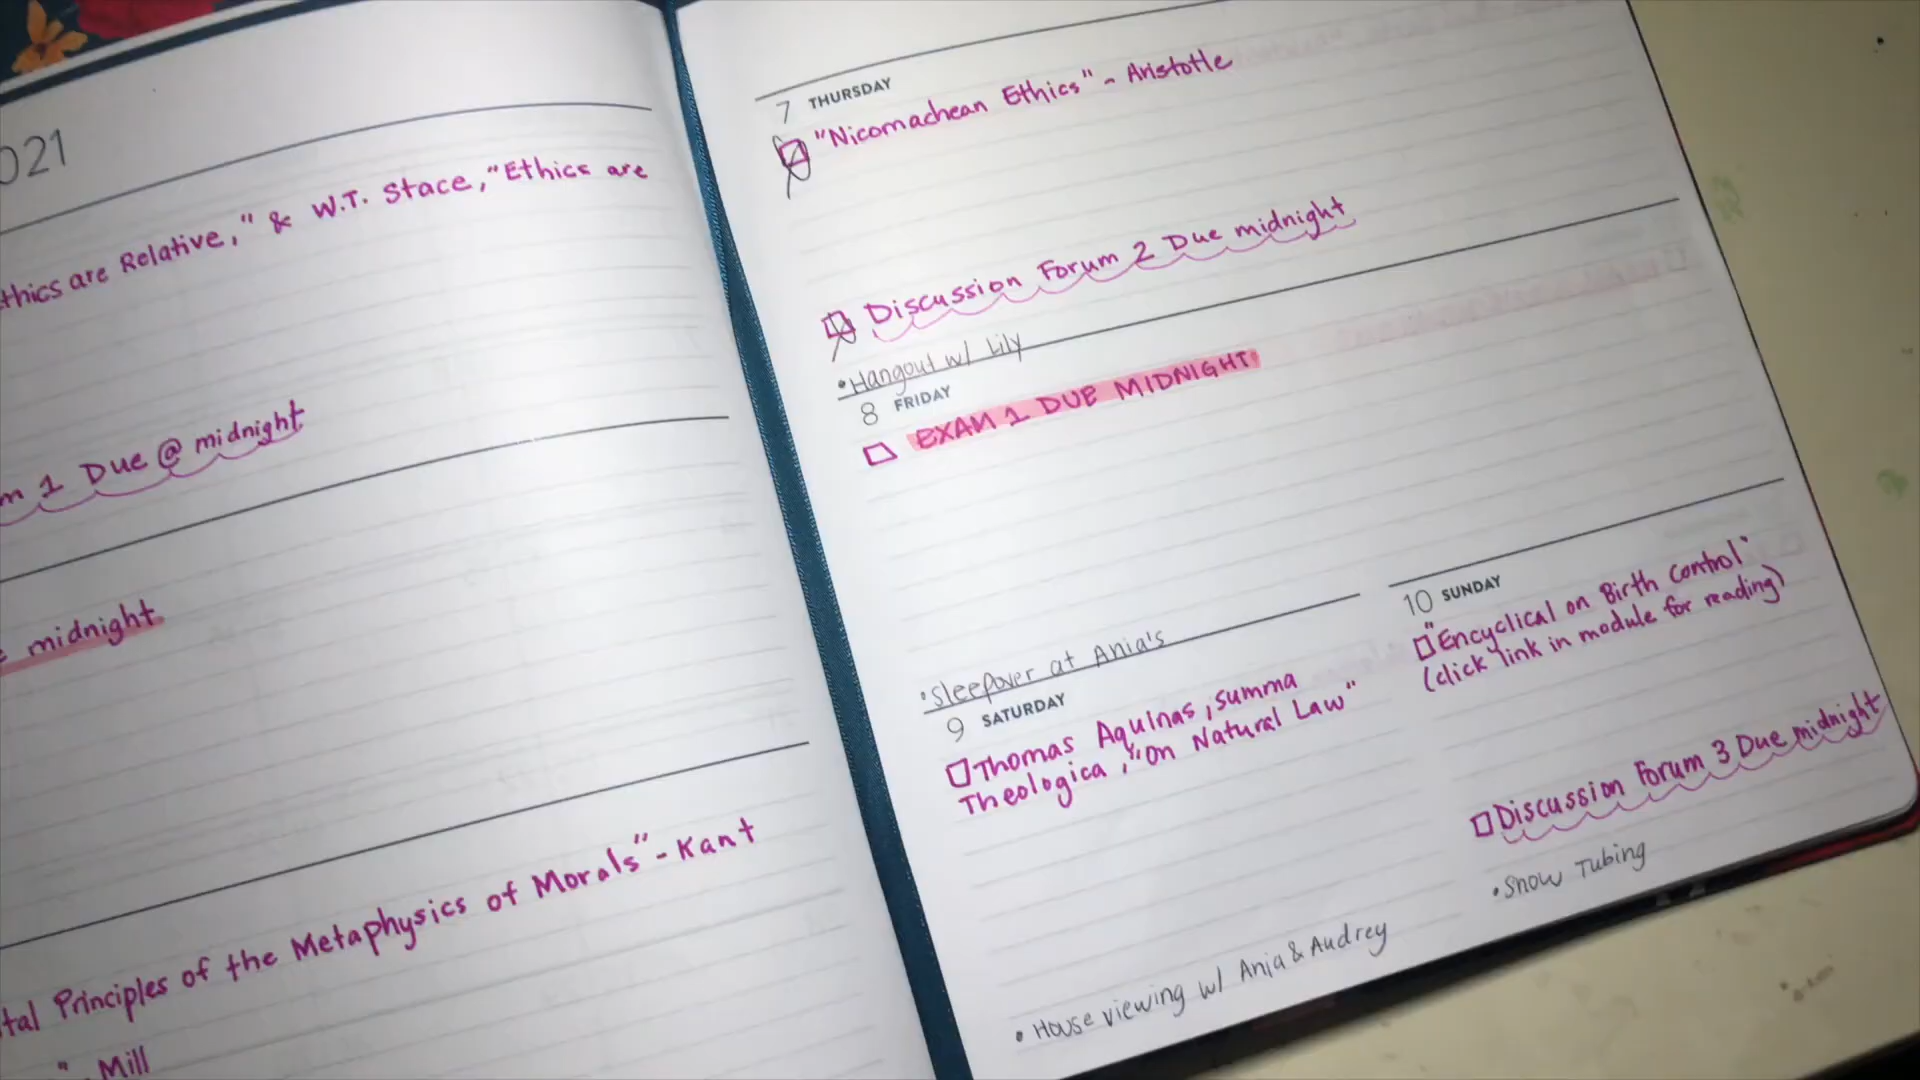 021
thics are Relative," & W.T. Stace, "Ethics are
m 1 Due @ midnight
midnight
tal Principles of the Metaphysics of Morals" - Kant
" Mill
7 THURSDAY
"Nicomachean Ethics" - Aristotle
Discussion Forum 2 Due midnight
• Hangout w/ Lily
8 FRIDAY
EXAM 1 DUE MIDNIGHT
• Sleepover at Ania's
9 SATURDAY
Thomas Aquinas, Summa
Theologica, "On Natural Law"
• House viewing w/ Ania & Audrey
10 SUNDAY
"Encyclical on Birth Control"
(click link in module for reading)
Discussion Forum 3 Due midnight
• Snow Tubing